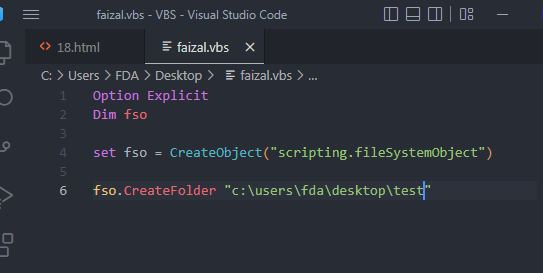 faizal.vbs - VBS - Visual Studio Code
<> 18.html faizal.vbs ×
C: > Users > FDA > Desktop > faizal.vbs > ...
1 Option Explicit
2 Dim fso
3
4 set fso = CreateObject("scripting.fileSystemObject")
5
6 fso.CreateFolder "c:\users\fda\desktop\test"